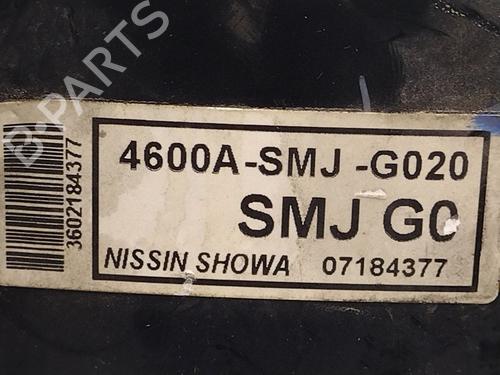 B-PARTS
4600A-SMJ -G020
SMJ G0
NISSIN SHOWA 07184377
3602184377